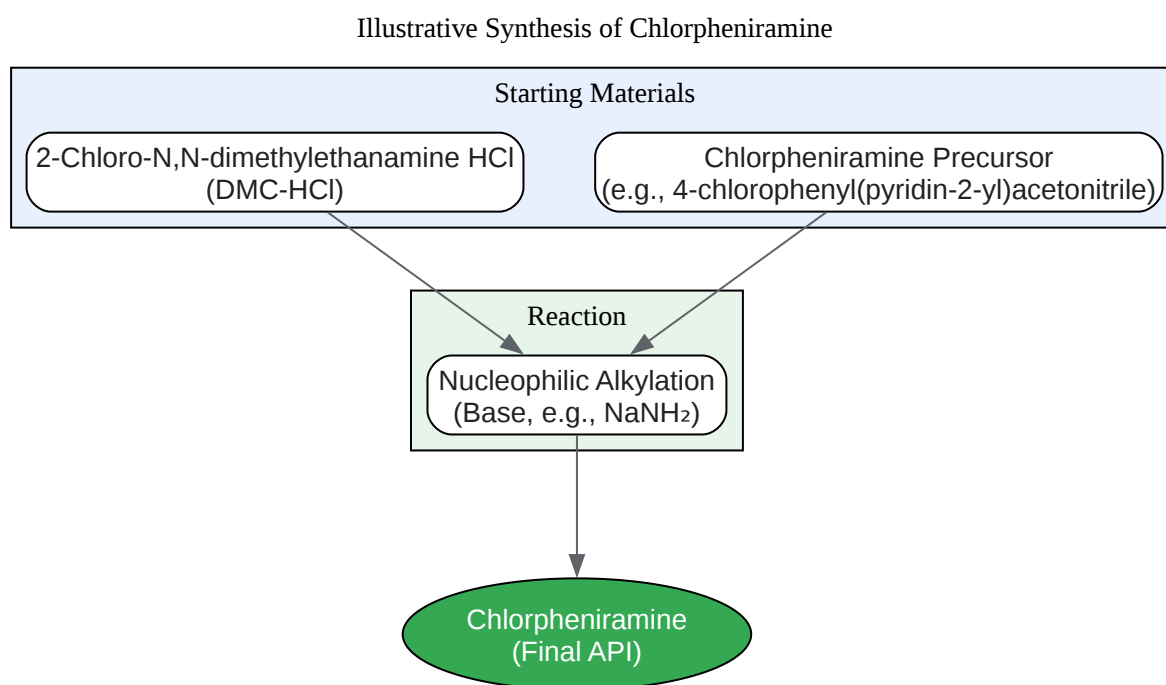 Illustrative Synthesis of Chlorpheniramine
Starting Materials
2-Chloro-N,N-dimethylethanamine HCl
(DMC-HCl)
Chlorpheniramine Precursor
(e.g., 4-chlorophenyl(pyridin-2-yl)acetonitrile)
Reaction
Nucleophilic Alkylation
(Base, e.g., NaNH₂)
Chlorpheniramine
(Final API)